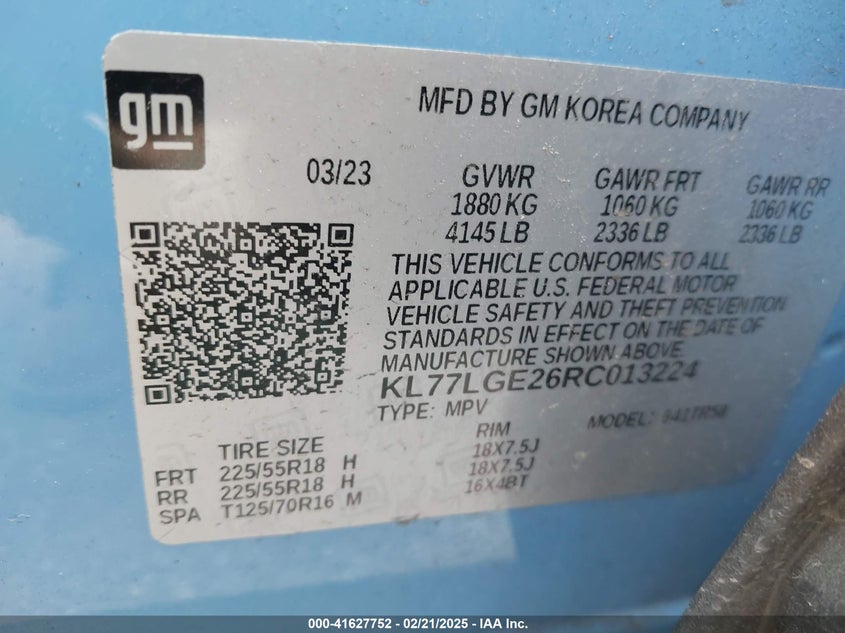 gm
MFD BY GM KOREA COMPANY
03/23 GVWR GAWR FRT GAWR RR
1880 KG 1060 KG 1060 KG
4145 LB 2336 LB 2336 LB
THIS VEHICLE CONFORMS TO ALL
APPLICABLE U.S. FEDERAL MOTOR
VEHICLE SAFETY AND THEFT PREVENTION
STANDARDS IN EFFECT ON THE DATE OF
MANUFACTURE SHOWN ABOVE
KL77LGE26RC013224
TYPE: MPV MODEL:
TIRE SIZE RIM
FRT 225/55R18 H 18X7.5J
RR 225/55R18 H 18X7.5J
SPA T125/70R16 M 16X4BT
000-41627752 — 02/21/2025 — IAA Inc.